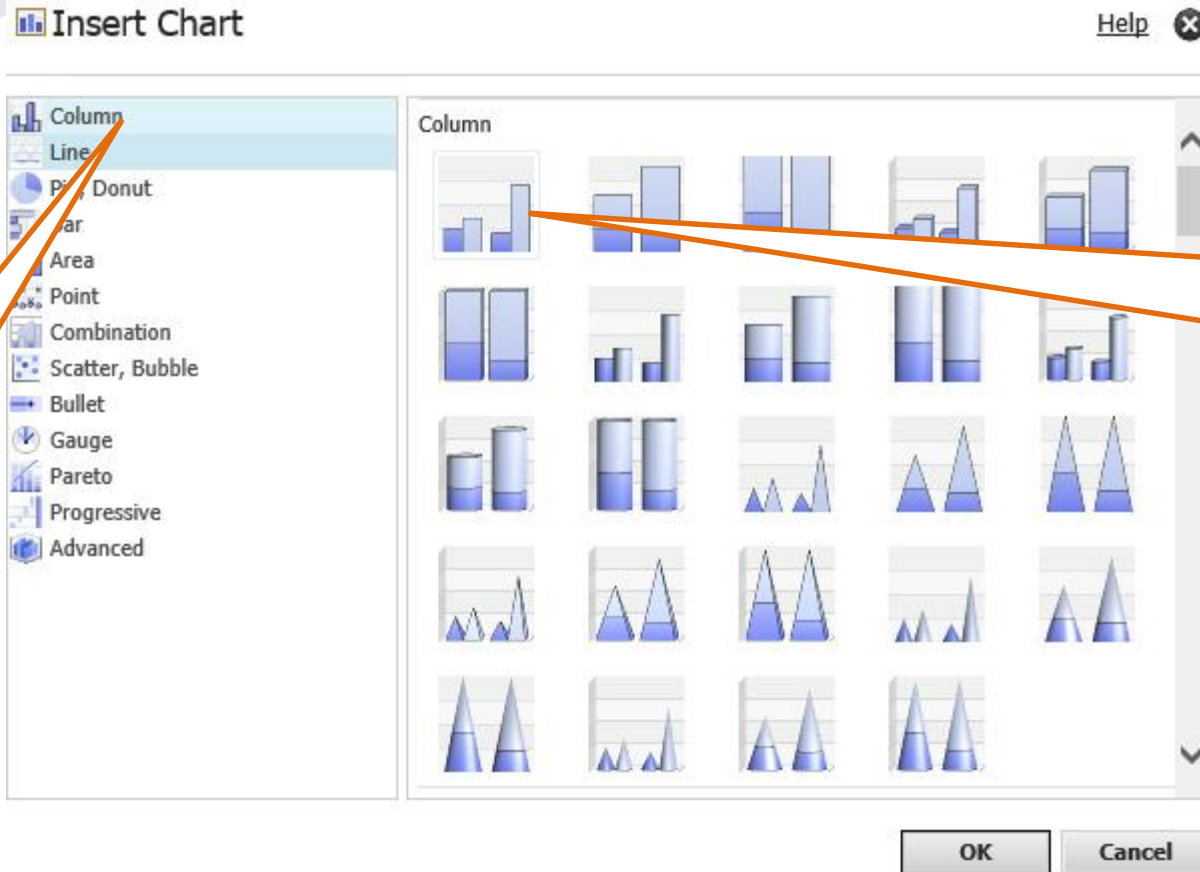 Insert Chart
Help
Column
Line
Donut
Area
Point
Combination
Scatter, Bubble
Bullet
Gauge
Pareto
Progressive
Advanced
Column
OK
Cancel